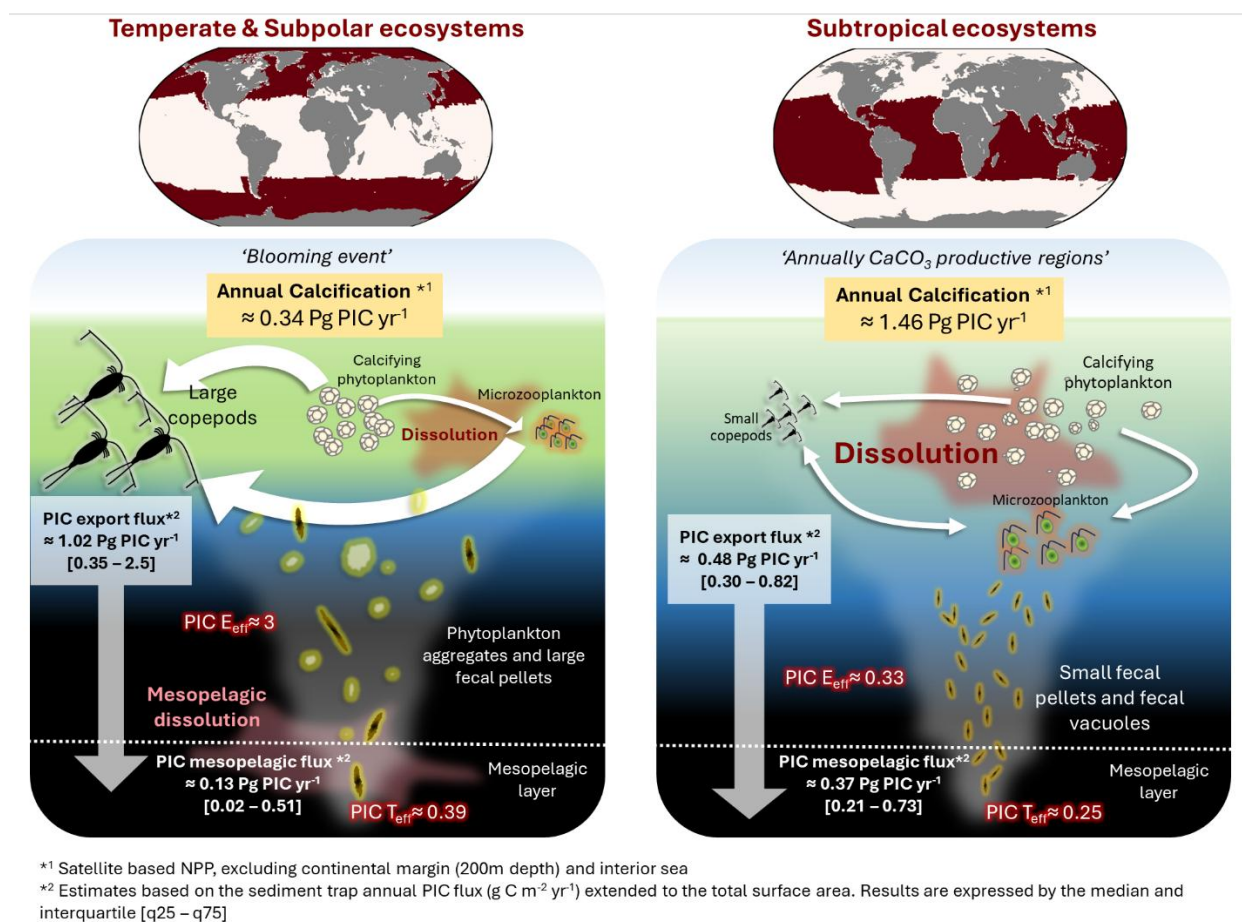 Temperate & Subpolar ecosystems
'Blooming event'
Annual Calcification *¹
≈ 0.34 Pg PIC yr⁻¹
Calcifying
phytoplankton
Large
copepods
Microzooplankton
Dissolution
PIC export flux*²
≈ 1.02 Pg PIC yr⁻¹
[0.35 – 2.5]
PIC E_eff ≈ 3
Phytoplankton
aggregates and large
fecal pellets
Mesopelagic
dissolution
PIC mesopelagic flux *²
≈ 0.13 Pg PIC yr⁻¹
[0.02 – 0.51]
Mesopelagic
layer
PIC T_eff ≈ 0.39
Subtropical ecosystems
'Annually CaCO₃ productive regions'
Annual Calcification *¹
≈ 1.46 Pg PIC yr⁻¹
Calcifying
phytoplankton
Small
copepods
Dissolution
Microzooplankton
PIC export flux *²
≈ 0.48 Pg PIC yr⁻¹
[0.30 – 0.82]
PIC E_eff ≈ 0.33
Small fecal
pellets and fecal
vacuoles
PIC mesopelagic flux*²
≈ 0.37 Pg PIC yr⁻¹
[0.21 – 0.73]
Mesopelagic
layer
PIC T_eff ≈ 0.25
*¹ Satellite based NPP, excluding continental margin (200m depth) and interior sea
*² Estimates based on the sediment trap annual PIC flux (g C m⁻² yr⁻¹) extended to the total surface area. Results are expressed by the median and
interquartile [q25 – q75]